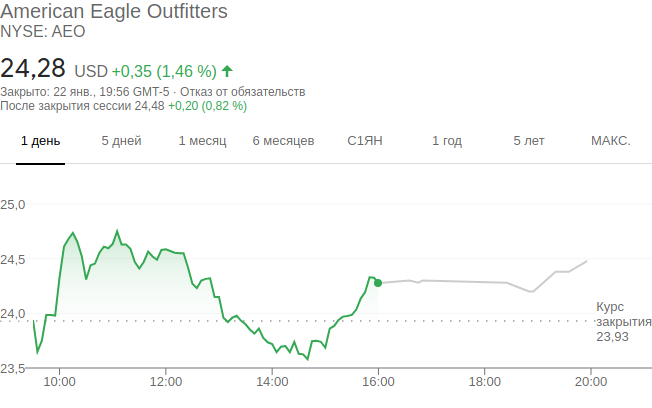 American Eagle Outfitters
NYSE: AEO
24,28 USD +0,35 (1,46 %)
Закрыто: 22 янв., 19:56 GMT-5 · Отказ от обязательств
После закрытия сессии 24,48 +0,20 (0,82 %)
1 день 5 дней 1 месяц 6 месяцев С1ЯН 1 год 5 лет МАКС.
25,0
24,5
24,0
Курс
закрытия
23,93
23,5
10:00 12:00 14:00 16:00 18:00 20:00